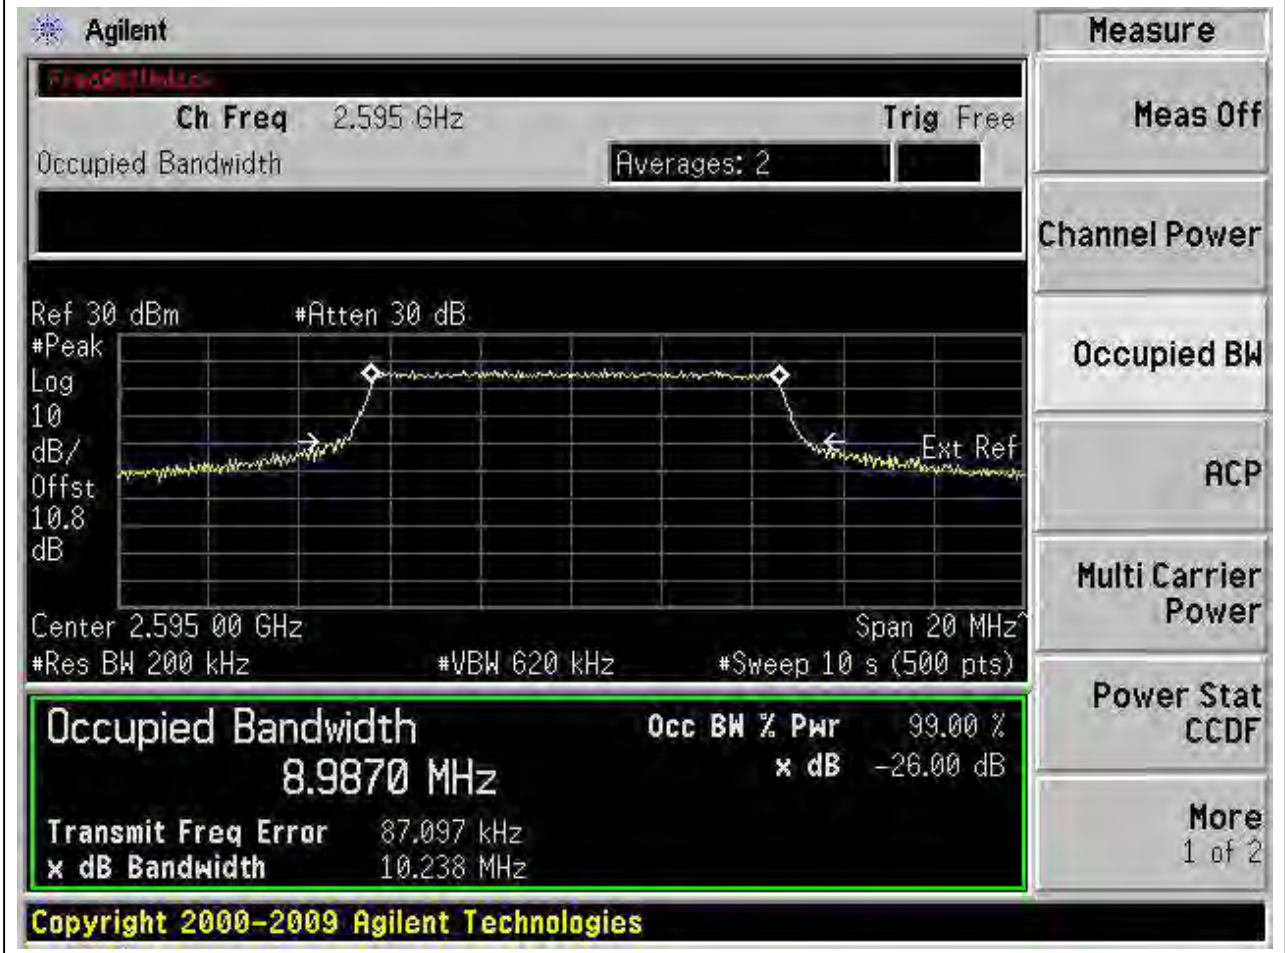 Agilent
Measure
Ch Freq 2.595 GHz
Trig Free
Meas Off
Occupied Bandwidth
Averages: 2
Channel Power
Ref 30 dBm
#Atten 30 dB
#Peak
Log
10
dB/
Offst
10.8
dB
Ext Ref
Occupied BW
ACP
Center 2.595 00 GHz
Span 20 MHz^
#Res BW 200 kHz
#VBW 620 kHz
#Sweep 10 s (500 pts)
Multi Carrier
Power
Occupied Bandwidth
8.9870 MHz
Occ BW % Pwr 99.00 %
x dB -26.00 dB
Transmit Freq Error 87.097 kHz
x dB Bandwidth 10.238 MHz
Power Stat
CCDF
More
1 of 2
Copyright 2000-2009 Agilent Technologies